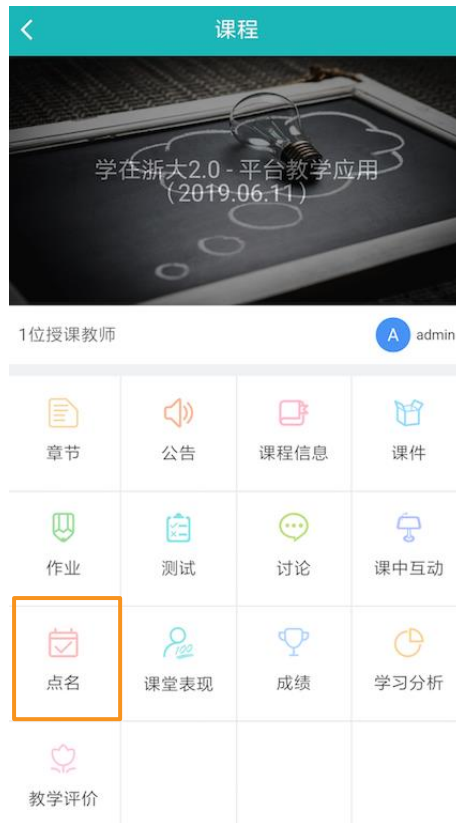 课程
学在浙大2.0 - 平台教学应用
（2019.06.11）
1位授课教师
A admin
章节 公告 课程信息 课件
作业 测试 讨论 课中互动
100
点名 课堂表现 成绩 学习分析
教学评价